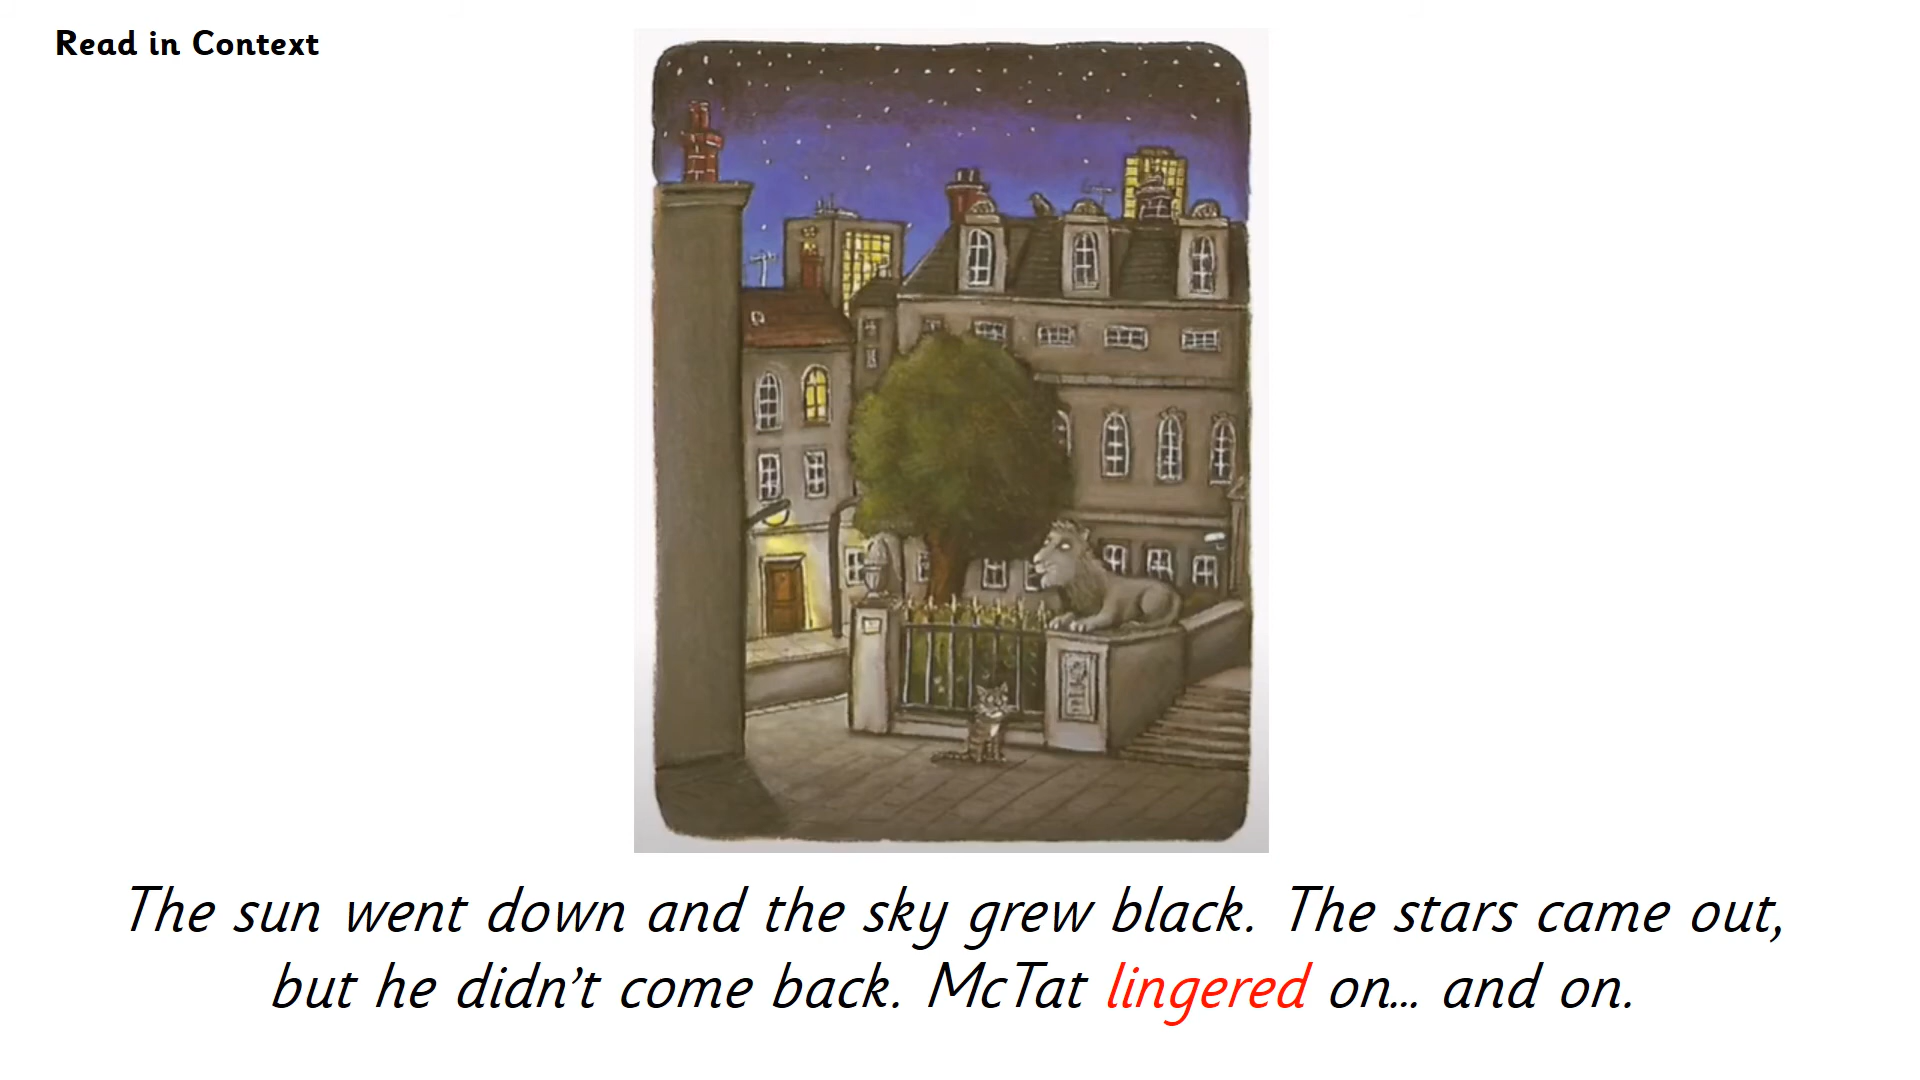 Read in Context
The sun went down and the sky grew black. The stars came out,
but he didn’t come back. McTat lingered on... and on.